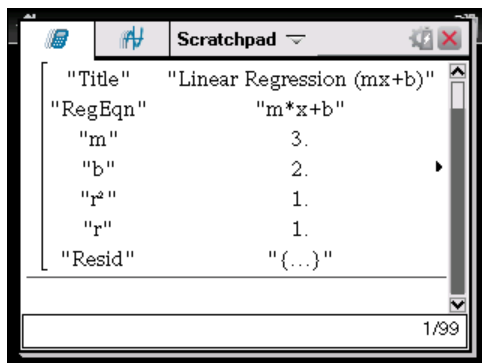 Scratchpad
"Title" "Linear Regression (mx+b)"
"RegEqn" "m*x+b"
"m" 3.
"b" 2.
"r²" 1.
"r" 1.
"Resid" "{...}"
1/99